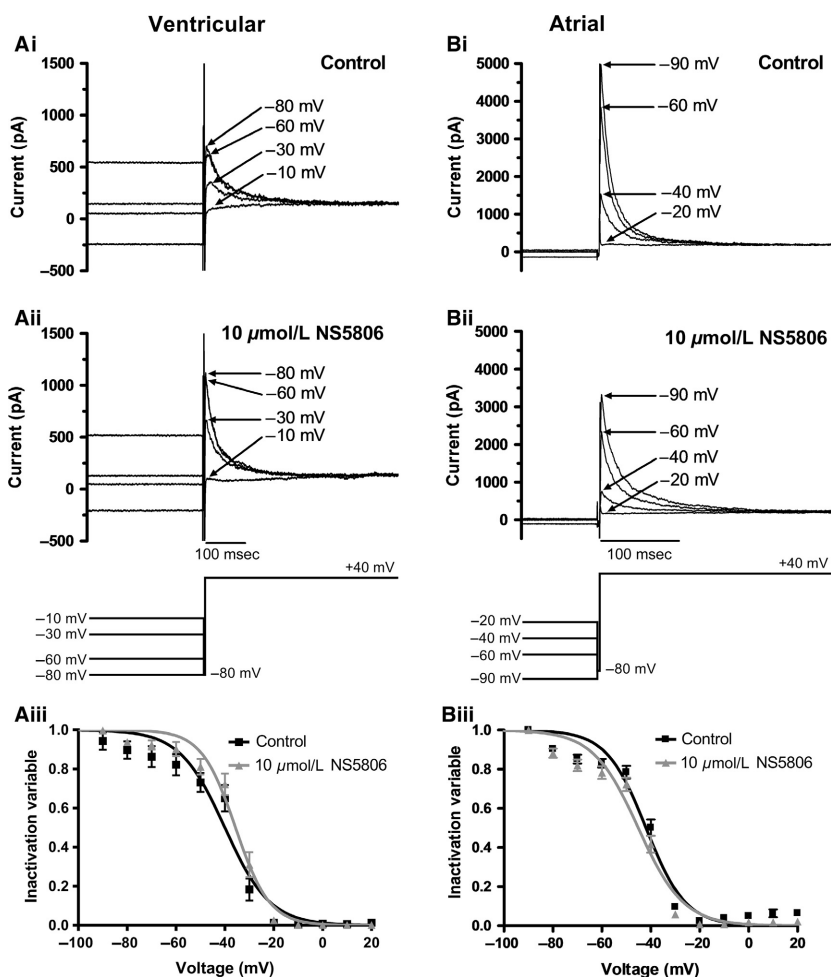 Ventricular
Atrial
Ai
Control
1500
1000
500
0
–500
Current (pA)
–80 mV
–60 mV
–30 mV
–10 mV
Bi
Control
5000
4000
3000
2000
1000
0
Current (pA)
–90 mV
–60 mV
–40 mV
–20 mV
Aii
10 µmol/L NS5806
1500
1000
500
0
–500
Current (pA)
–80 mV
–60 mV
–30 mV
–10 mV
100 msec
+40 mV
–10 mV
–30 mV
–60 mV
–80 mV
–80 mV
Bii
10 µmol/L NS5806
5000
4000
3000
2000
1000
0
Current (pA)
–90 mV
–60 mV
–40 mV
–20 mV
100 msec
+40 mV
–20 mV
–40 mV
–60 mV
–90 mV
–80 mV
Aiii
1.0
0.8
0.6
0.4
0.2
0.0
Inactivation variable
Control
10 µmol/L NS5806
–100 –80 –60 –40 –20 0 20
Voltage (mV)
Biii
1.0
0.8
0.6
0.4
0.2
0.0
Inactivation variable
Control
10 µmol/L NS5806
–100 –80 –60 –40 –20 0 20
Voltage (mV)